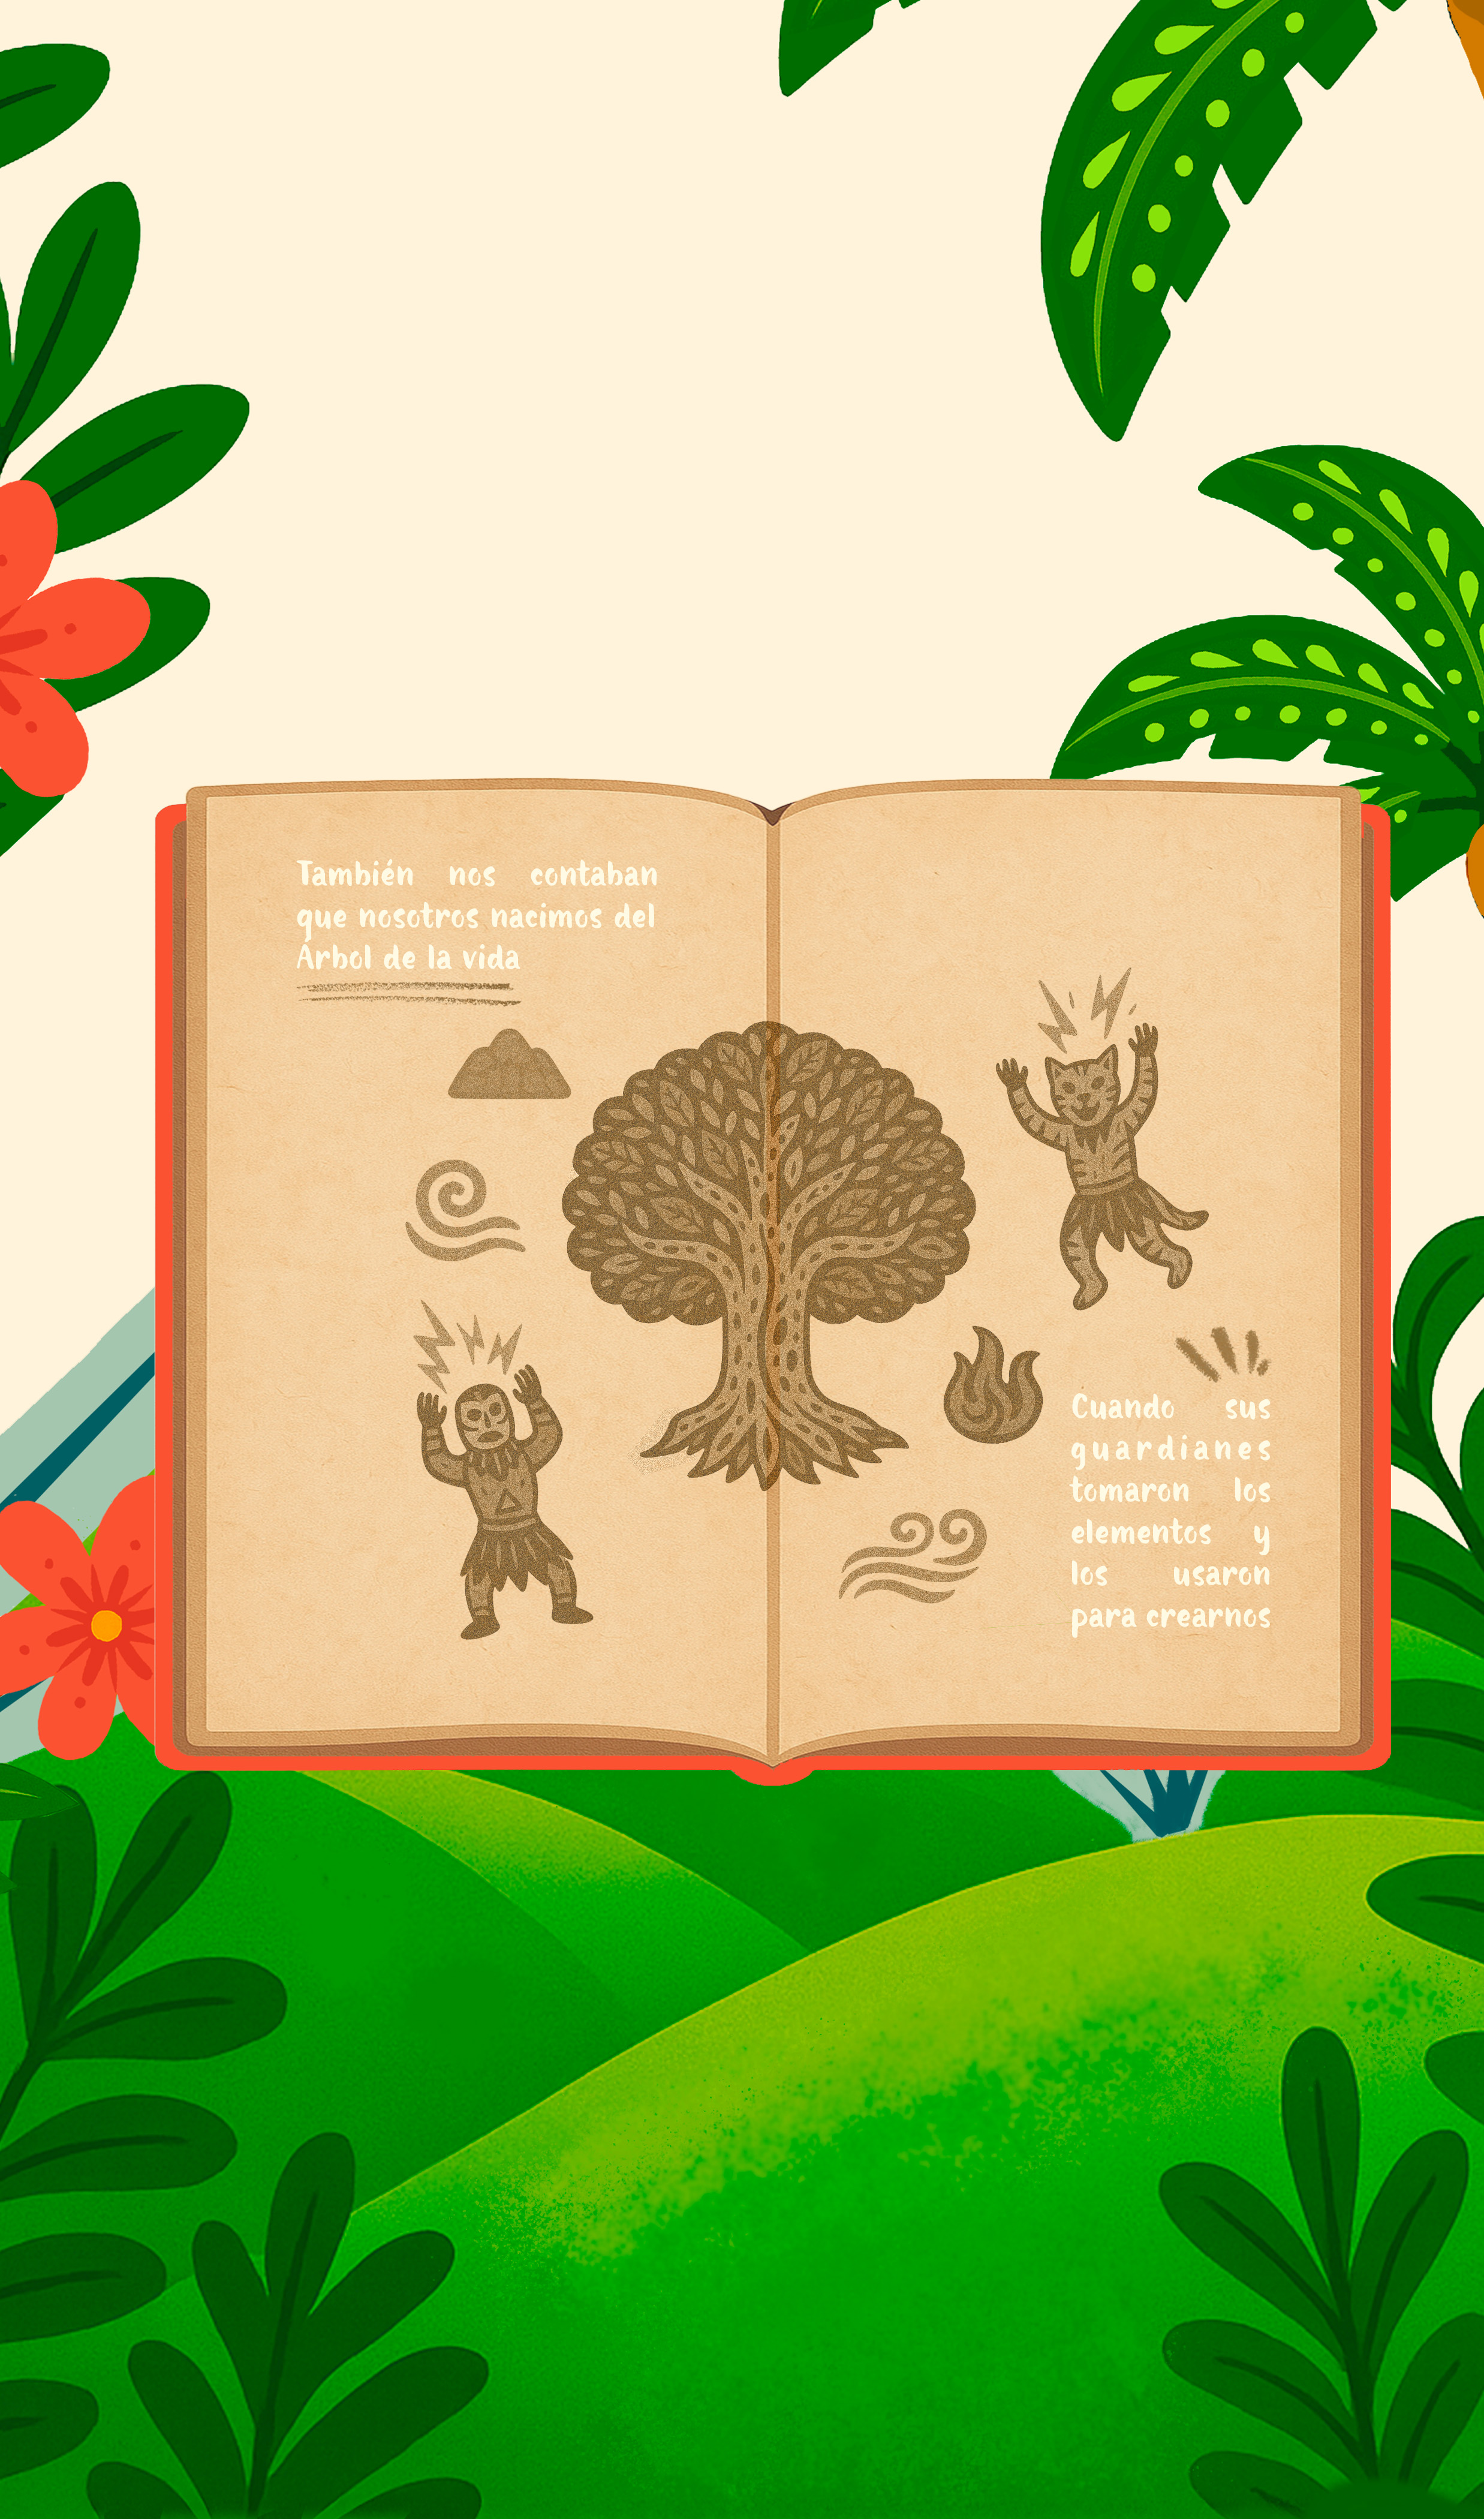 También nos contaban
que nosotros nacimos del
Árbol de la vida
Cuando sus
guardianes
tomaron los
elementos y
los usaron
para crearnos